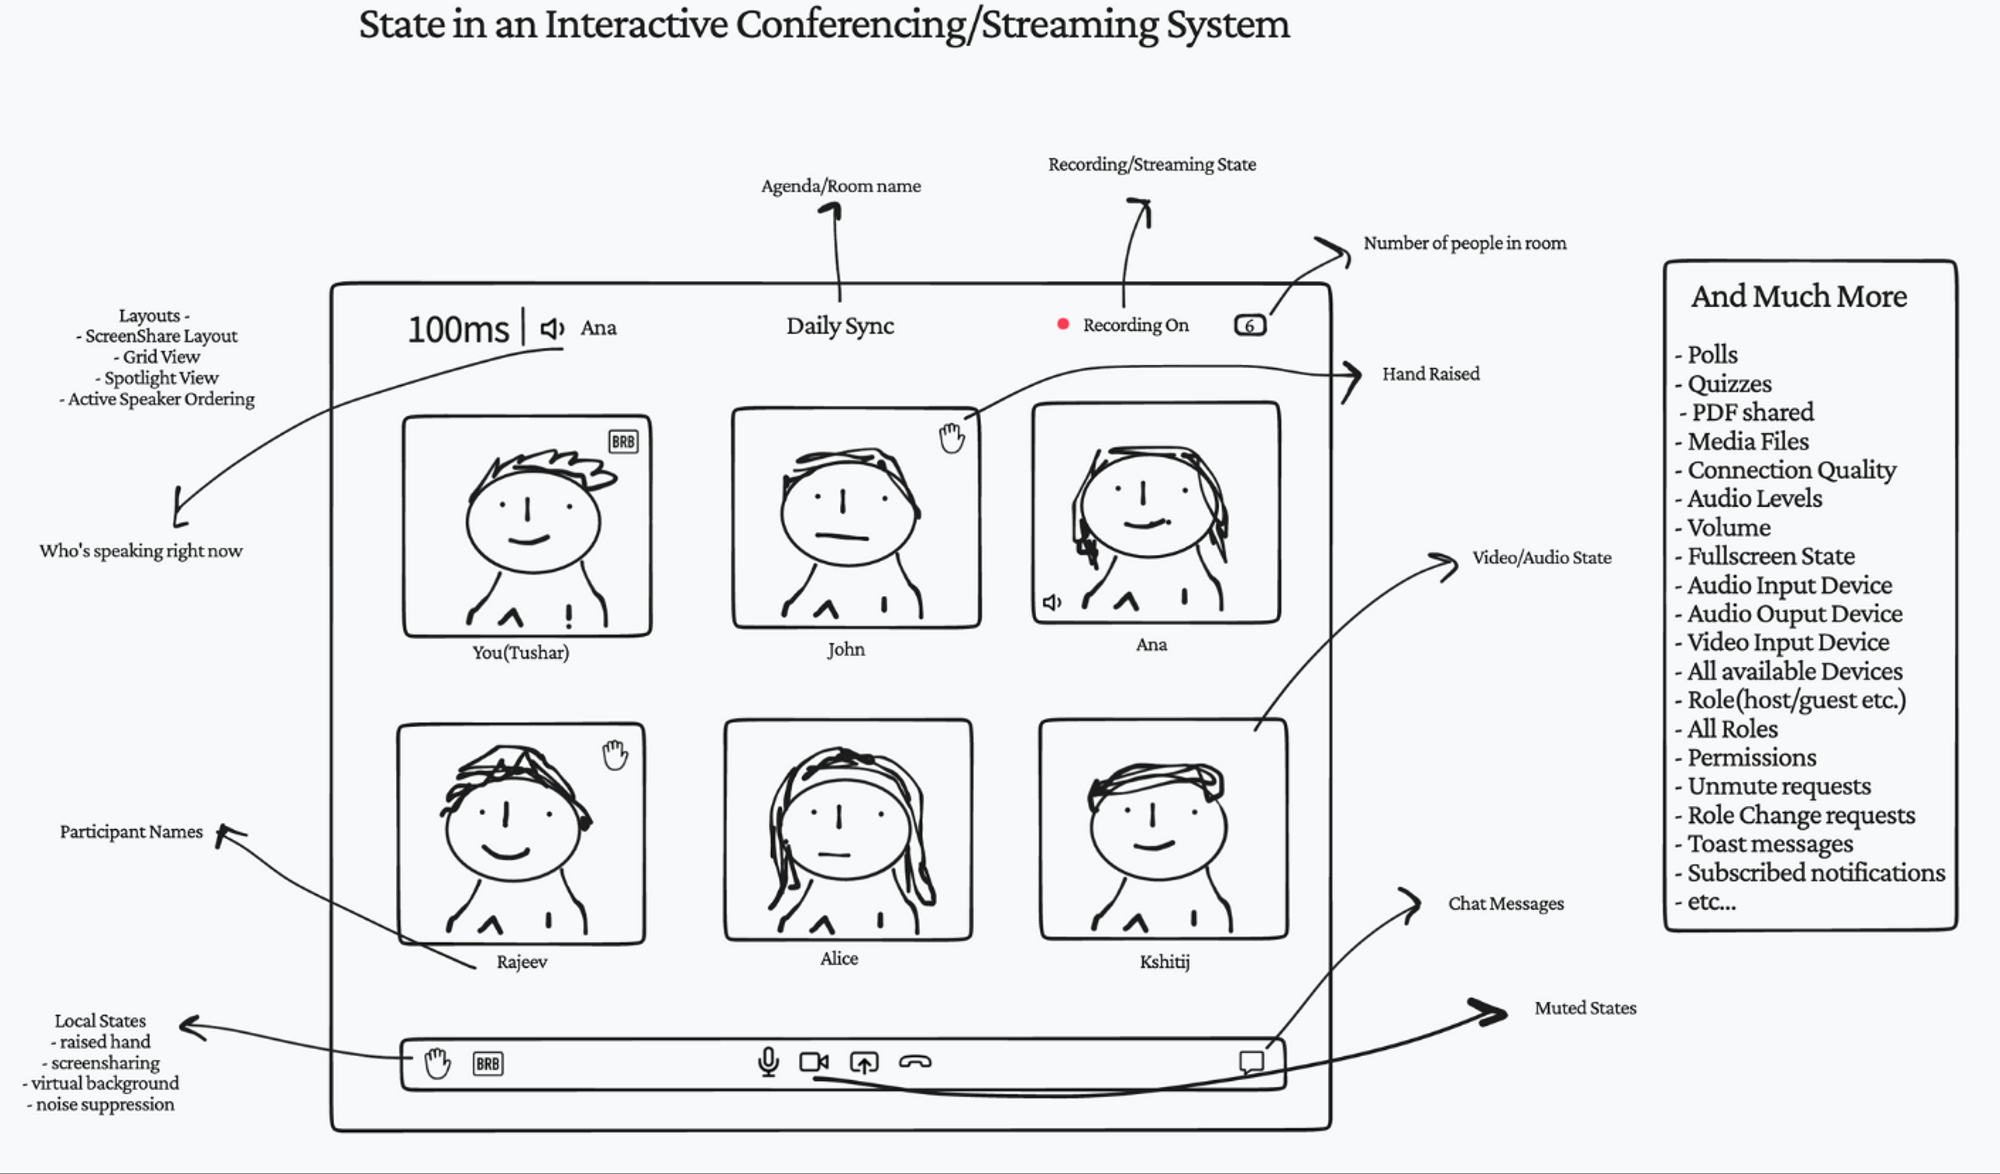 State in an Interactive Conferencing/Streaming System
Recording/Streaming State
Agenda/Room name
Number of people in room
Layouts -
- ScreenShare Layout
- Grid View
- Spotlight View
- Active Speaker Ordering
100ms | Ana
Daily Sync
Recording On
6
Hand Raised
BRB
Who's speaking right now
Video/Audio State
You(Tushar)
John
Ana
Participant Names
Rajeev
Alice
Kshitij
Chat Messages
Muted States
Local States
- raised hand
- screensharing
- virtual background
- noise suppression
BRB
And Much More
- Polls
- Quizzes
- PDF shared
- Media Files
- Connection Quality
- Audio Levels
- Volume
- Fullscreen State
- Audio Input Device
- Audio Ouput Device
- Video Input Device
- All available Devices
- Role(host/guest etc.)
- All Roles
- Permissions
- Unmute requests
- Role Change requests
- Toast messages
- Subscribed notifications
- etc...